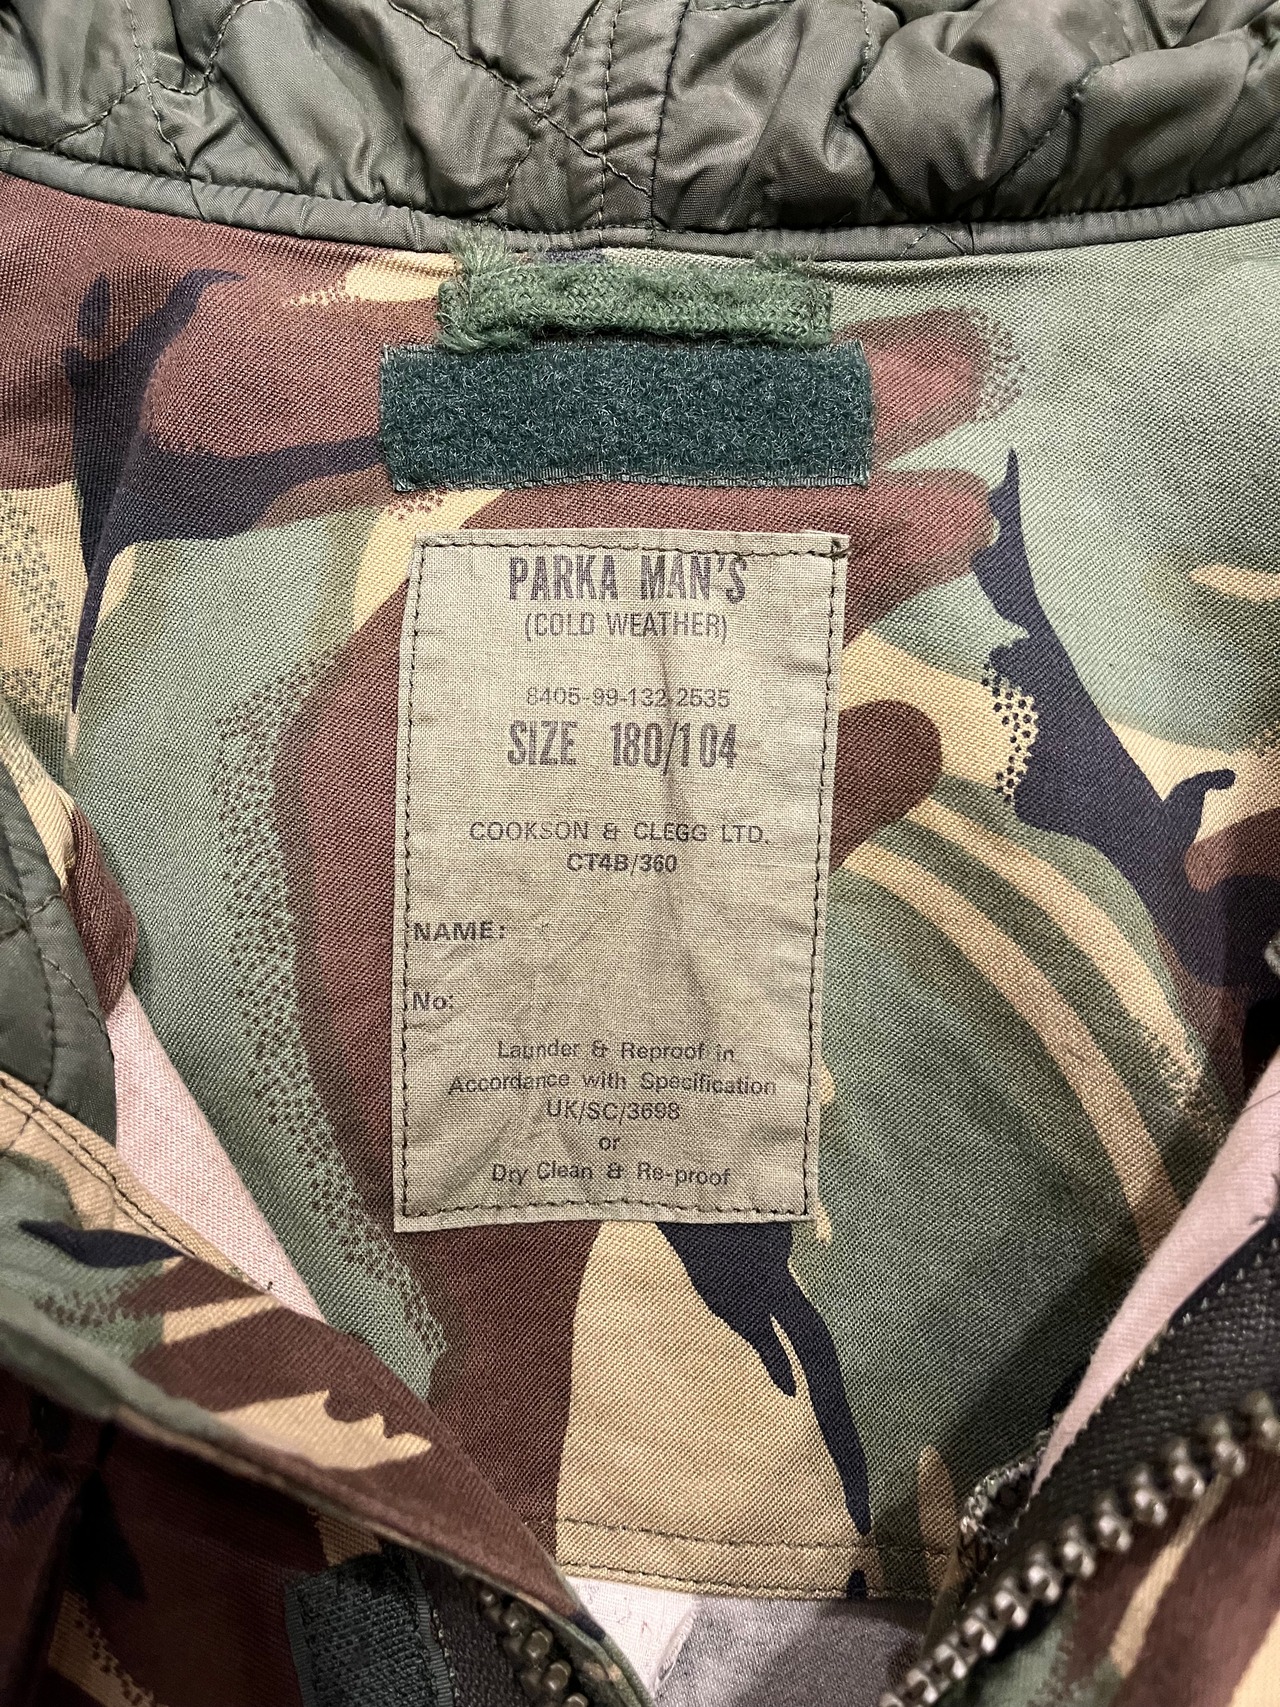 PARKA MAN'S
(COLD WEATHER)
8405-99-132-2535
SIZE 180/104
COOKSON & CLEGG LTD.
CT4B/360
NAME:
No:
Launder & Reproof in
Accordance with Specification
UK/SC/3698
or
Dry Clean & Re-proof